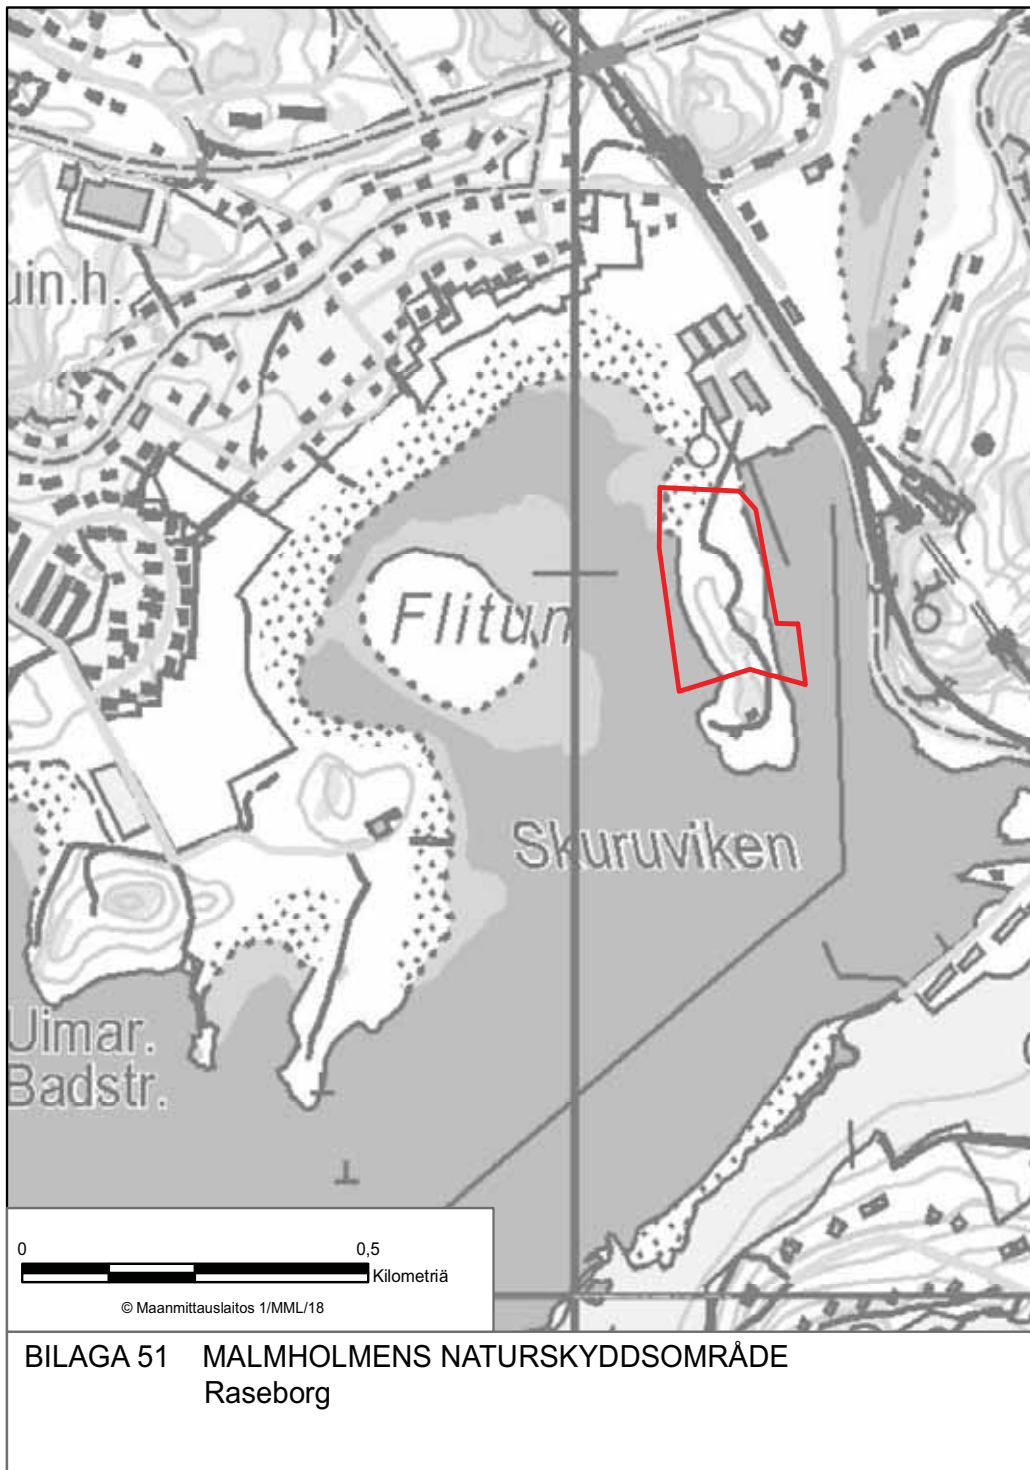 uin.h.
Flitun
Skuruviken
Uimar.
Badstr.
0 0,5
Kilometriä
© Maanmittauslaitos 1/MML/18
BILAGA 51 MALMHOLMENS NATURSKYDDSOMRÅDE
Raseborg